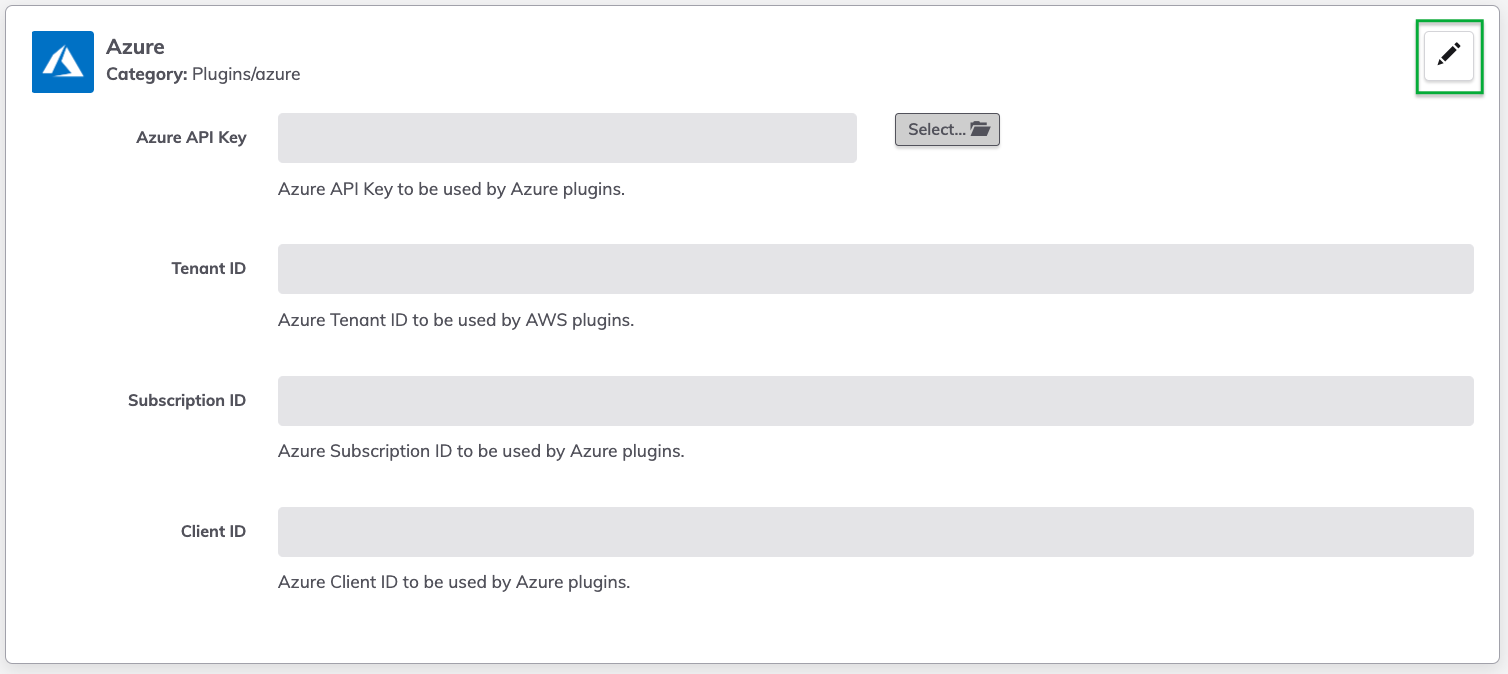 Azure
Category: Plugins/azure
Azure API Key
Select...
Azure API Key to be used by Azure plugins.
Tenant ID
Azure Tenant ID to be used by AWS plugins.
Subscription ID
Azure Subscription ID to be used by Azure plugins.
Client ID
Azure Client ID to be used by Azure plugins.